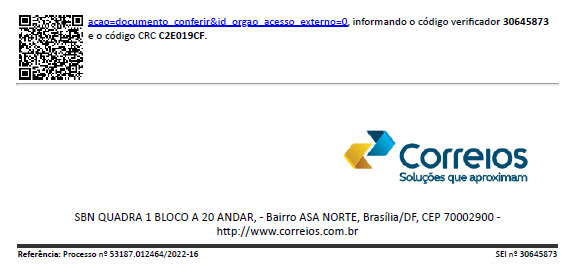 acao=documento_conferir&id_orgao_acesso_externo=0, informando o código verificador 30645873
e o código CRC C2E019CF.
Correios
Soluções que aproximam
SBN QUADRA 1 BLOCO A 20 ANDAR, - Bairro ASA NORTE, Brasília/DF, CEP 70002900 -
http://www.correios.com.br
Referência: Processo nº 53187.012464/2022-16 SEI nº 30645873